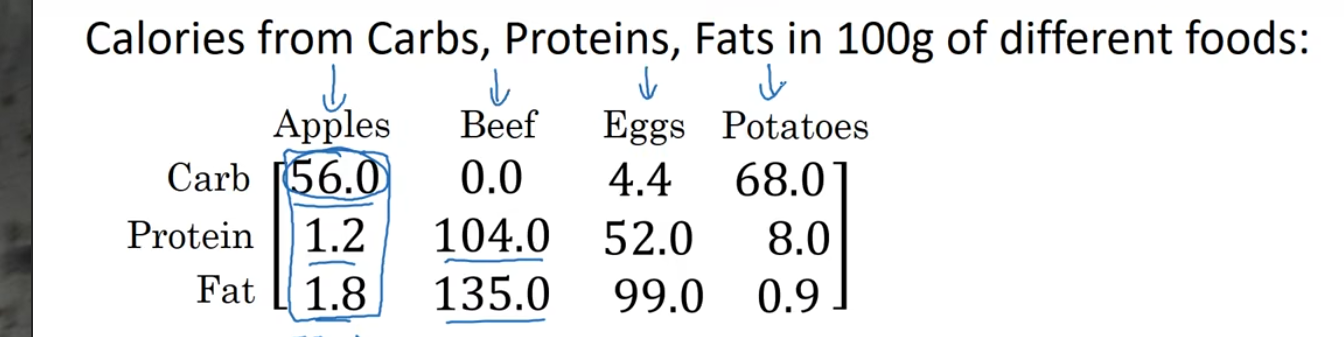 Calories from Carbs, Proteins, Fats in 100g of different foods:
Apples Beef Eggs Potatoes
Carb 56.0 0.0 4.4 68.0
Protein 1.2 104.0 52.0 8.0
Fat 1.8 135.0 99.0 0.9